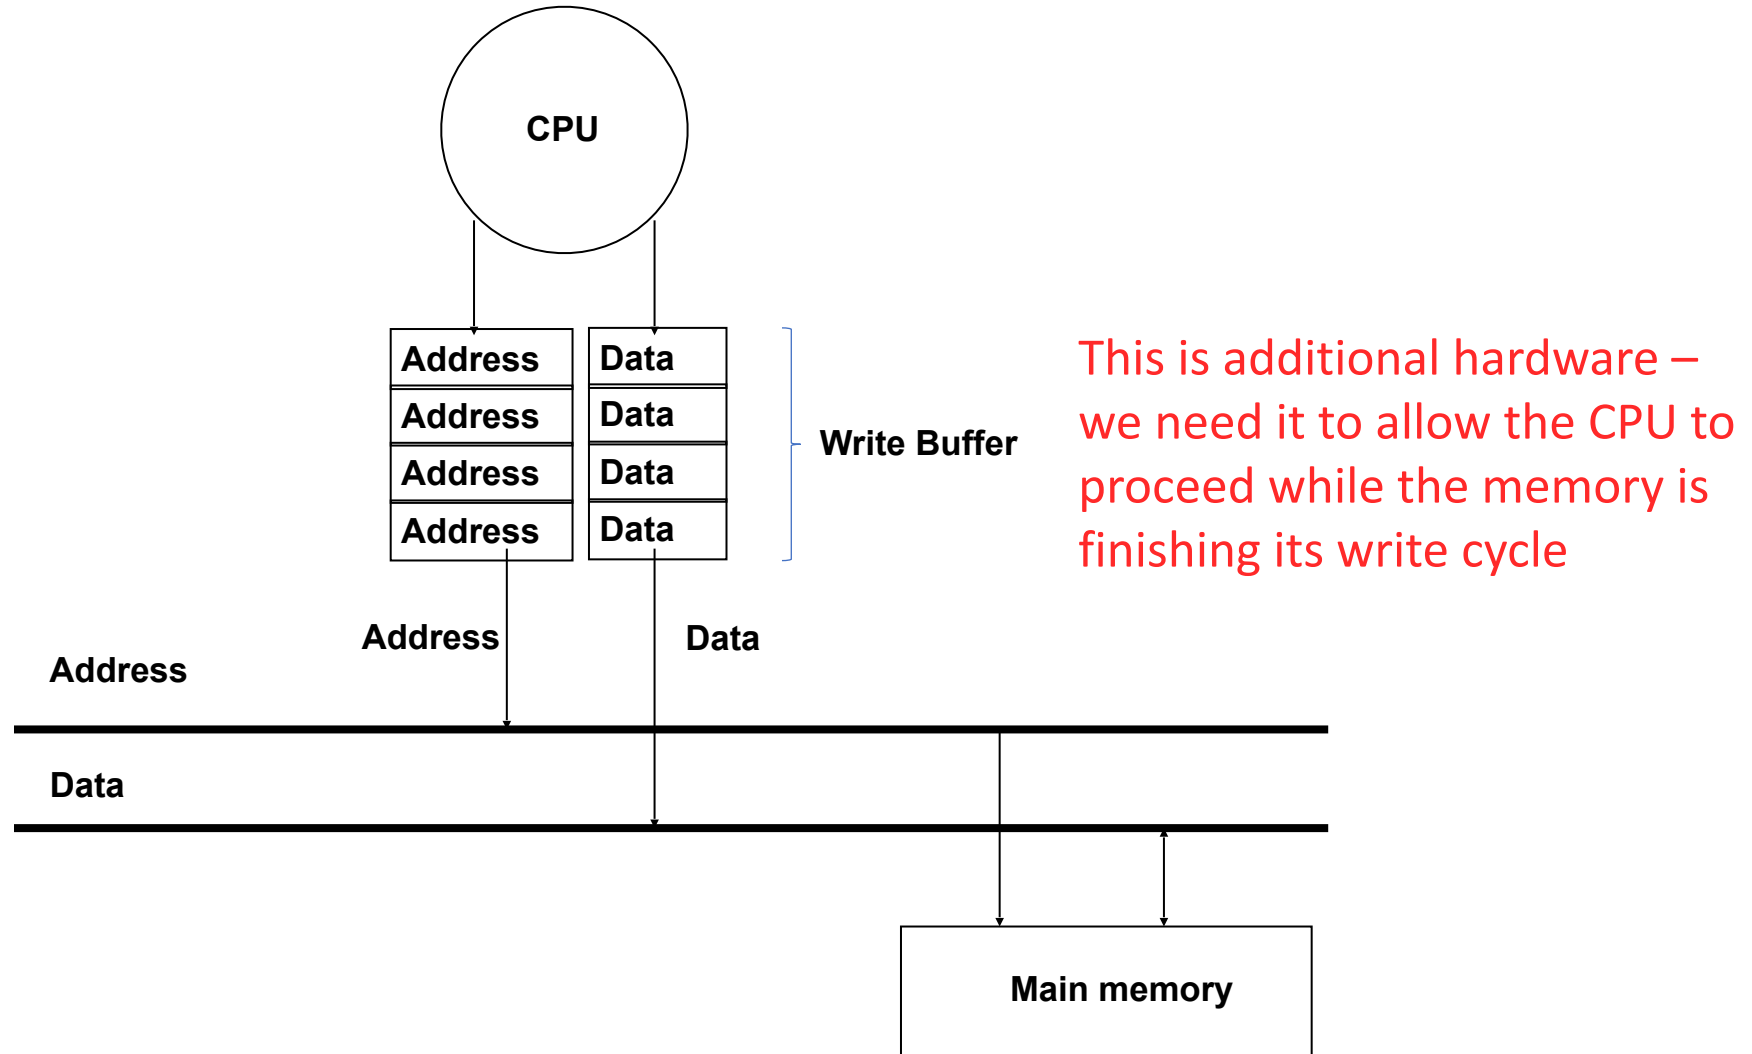 CPU
Address Data
Address Data
Address Data
Address Data
Write Buffer
This is additional hardware –
we need it to allow the CPU to
proceed while the memory is
finishing its write cycle
Address Data
Address
Data
Main memory